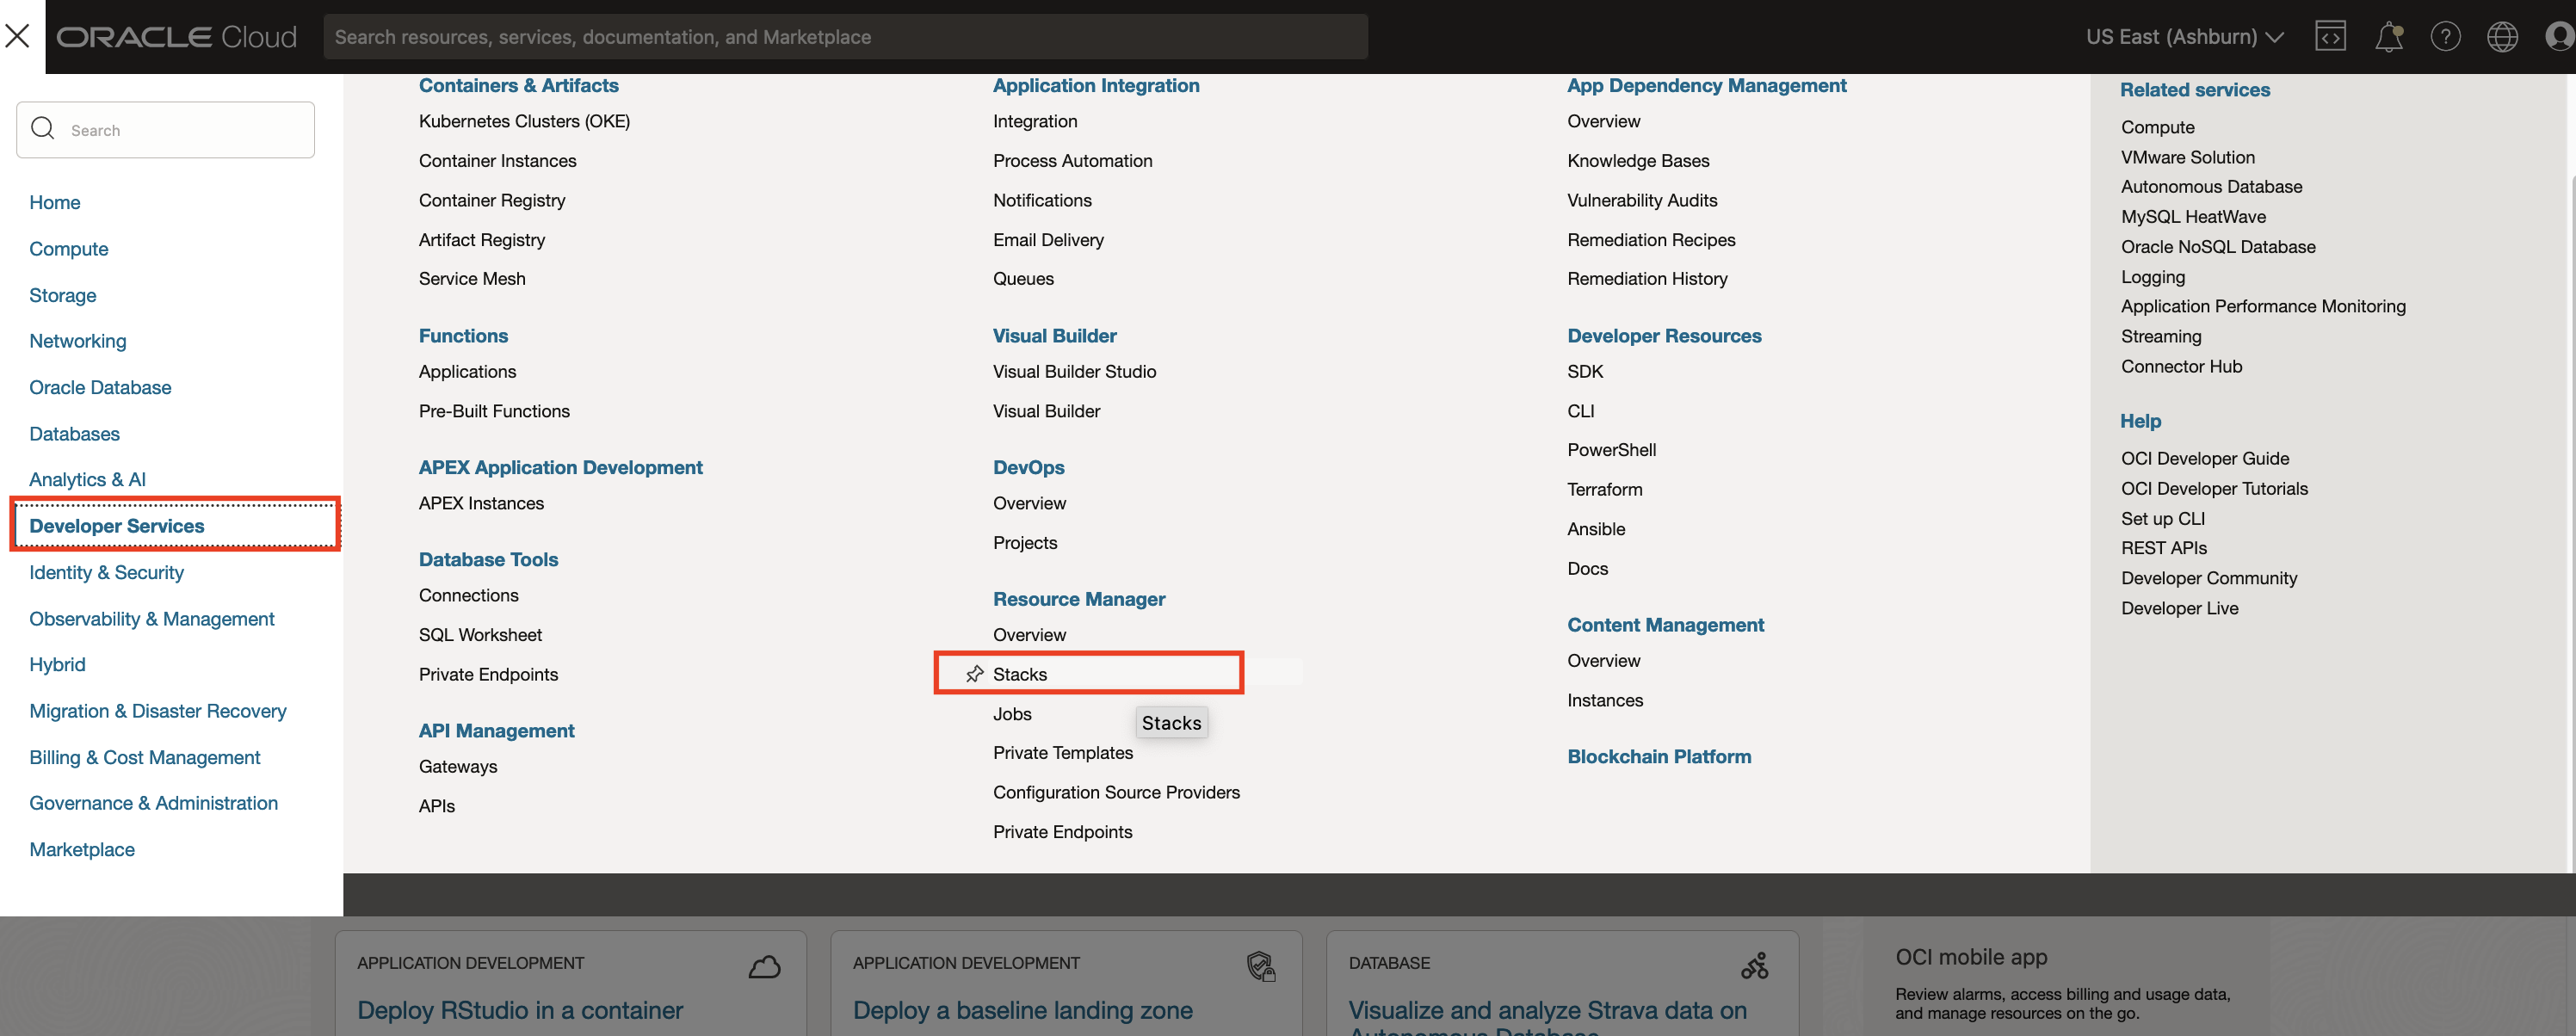 ORACLE Cloud
Search resources, services, documentation, and Marketplace
US East (Ashburn)
Search
Home
Compute
Storage
Networking
Oracle Database
Databases
Analytics & AI
Developer Services
Identity & Security
Observability & Management
Hybrid
Migration & Disaster Recovery
Billing & Cost Management
Governance & Administration
Marketplace
Containers & Artifacts
Kubernetes Clusters (OKE)
Container Instances
Container Registry
Artifact Registry
Service Mesh
Functions
Applications
Pre-Built Functions
APEX Application Development
APEX Instances
Database Tools
Connections
SQL Worksheet
Private Endpoints
API Management
Gateways
APIs
Application Integration
Integration
Process Automation
Notifications
Email Delivery
Queues
Visual Builder
Visual Builder Studio
Visual Builder
DevOps
Overview
Projects
Resource Manager
Overview
Stacks
Jobs
Stacks
Private Templates
Configuration Source Providers
Private Endpoints
App Dependency Management
Overview
Knowledge Bases
Vulnerability Audits
Remediation Recipes
Remediation History
Developer Resources
SDK
CLI
PowerShell
Terraform
Ansible
Docs
Content Management
Overview
Instances
Blockchain Platform
Related services
Compute
VMware Solution
Autonomous Database
MySQL HeatWave
Oracle NoSQL Database
Logging
Application Performance Monitoring
Streaming
Connector Hub
Help
OCI Developer Guide
OCI Developer Tutorials
Set up CLI
REST APIs
Developer Community
Developer Live
APPLICATION DEVELOPMENT
Deploy RStudio in a container
APPLICATION DEVELOPMENT
Deploy a baseline landing zone
DATABASE
Visualize and analyze Strava data on
Autonomous Database
OCI mobile app
Review alarms, access billing and usage data,
and manage resources on the go.